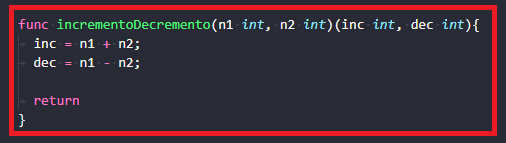 func incrementoDecremento(n1 int, n2 int)(inc int, dec int){
inc = n1 + n2;
dec = n1 - n2;
return
}